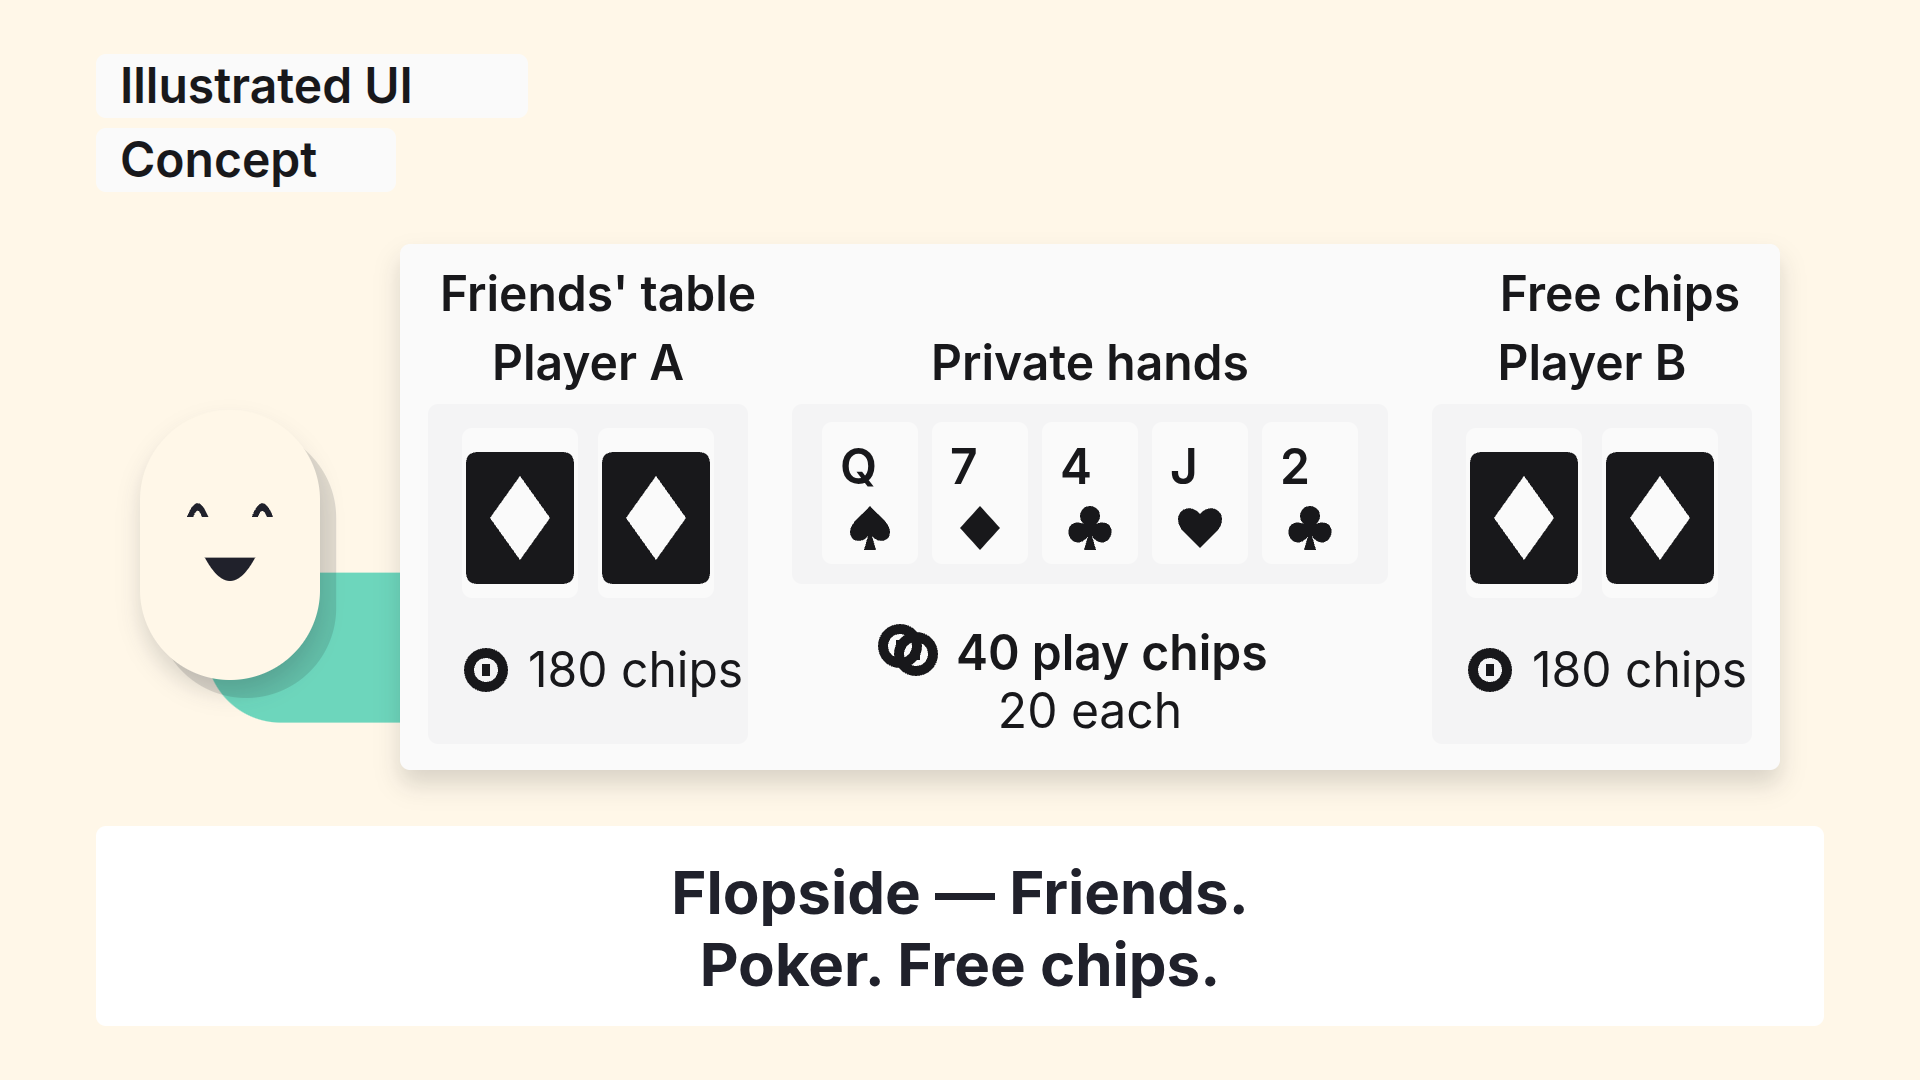 Illustrated UI
Concept
Friends' table
Free chips
Player A
Private hands
Player B
Q 7 4 J 2
180 chips
40 play chips
20 each
180 chips
Flopside — Friends.
Poker. Free chips.